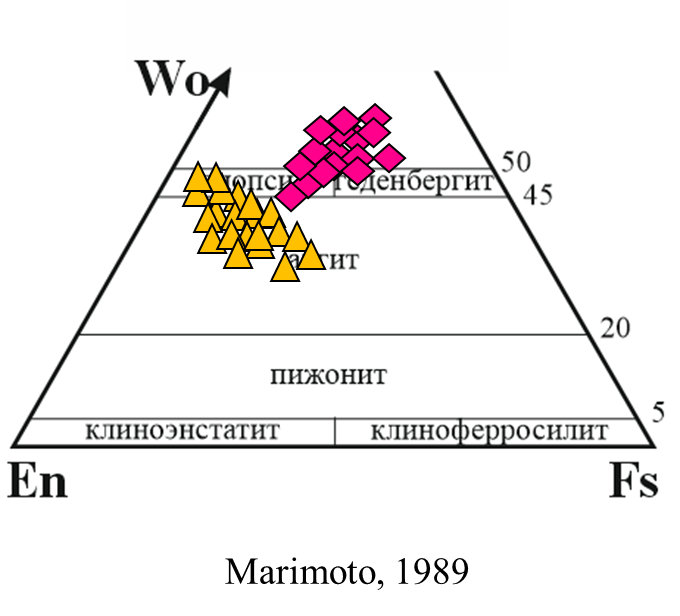 Wo
50
геденбергит
45
20
пижонит
5
клиноэнстатит клиноферросилит
En Fs
Marimoto, 1989